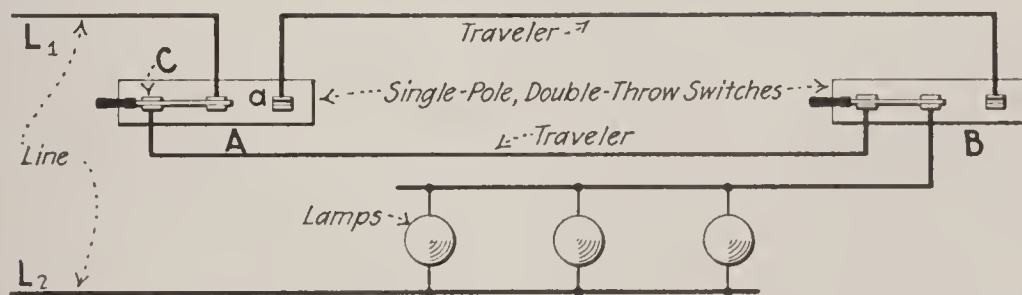 L1
Traveler
C
a
Single-Pole, Double-Throw Switches
A
Traveler
B
Line
Lamps
L2